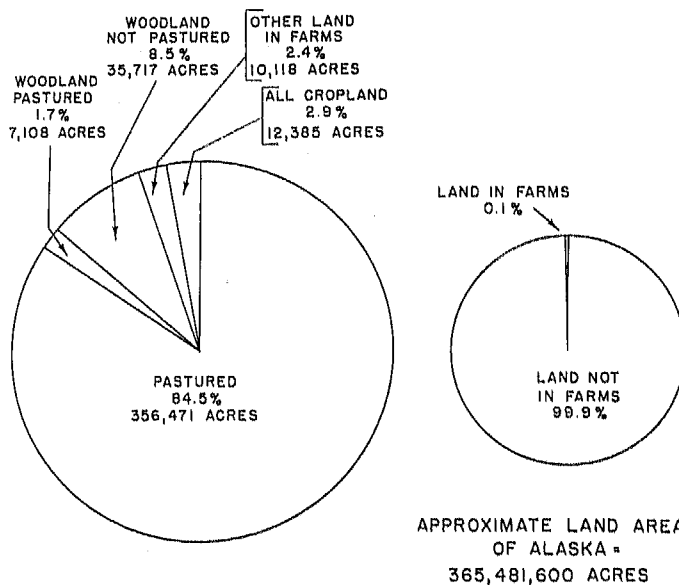 WOODLAND
NOT PASTURED
8.5%
35,717 ACRES
OTHER LAND
IN FARMS
2.4%
10,118 ACRES
WOODLAND
PASTURED
1.7%
7,108 ACRES
ALL CROPLAND
2.9%
12,385 ACRES
PASTURED
84.5%
356,471 ACRES
LAND IN FARMS
0.1%
LAND NOT
IN FARMS
99.9%
APPROXIMATE LAND AREA
OF ALASKA =
365,481,600 ACRES